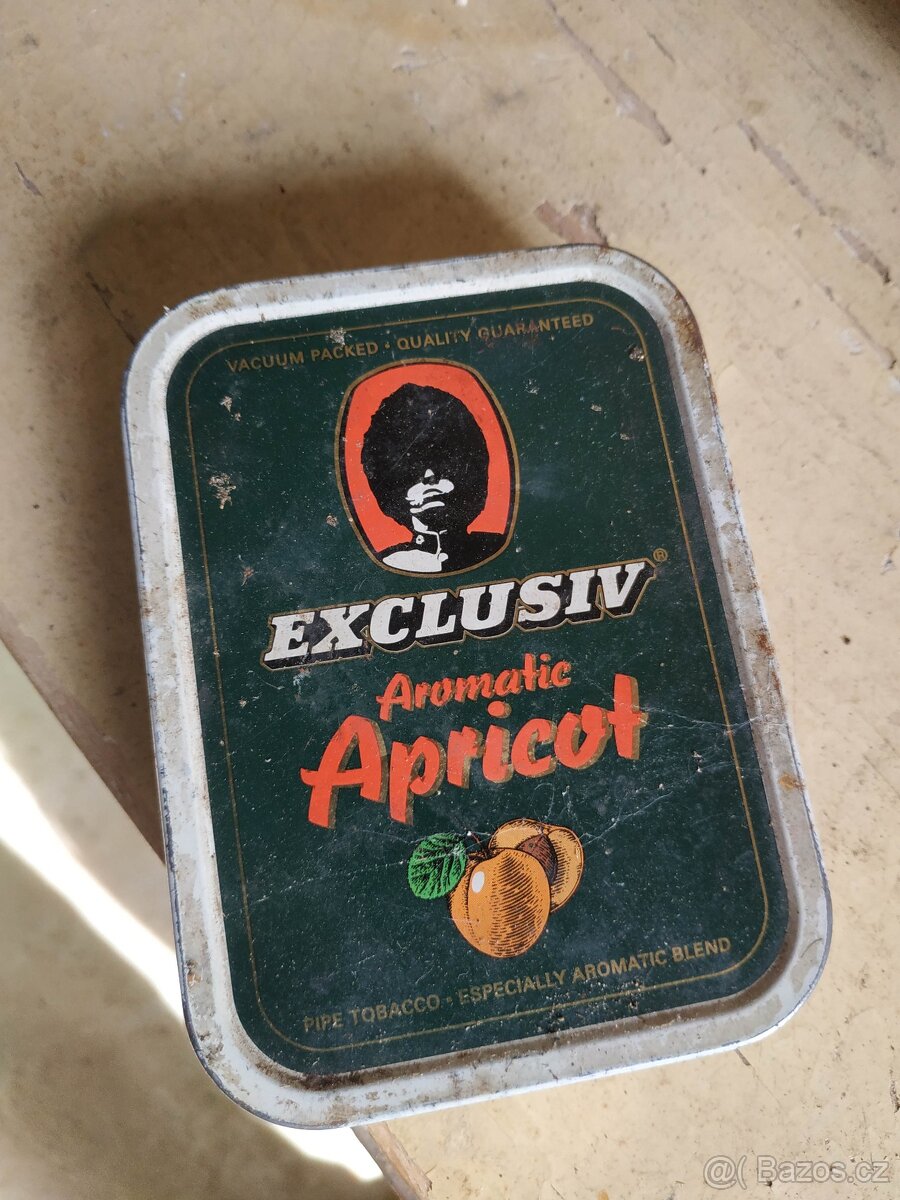 VACUUM PACKED • QUALITY GUARANTEED
EXCLUSIV®
Aromatic
Apricot
PIPE TOBACCO • ESPECIALLY AROMATIC BLEND
@( Bazos.cz